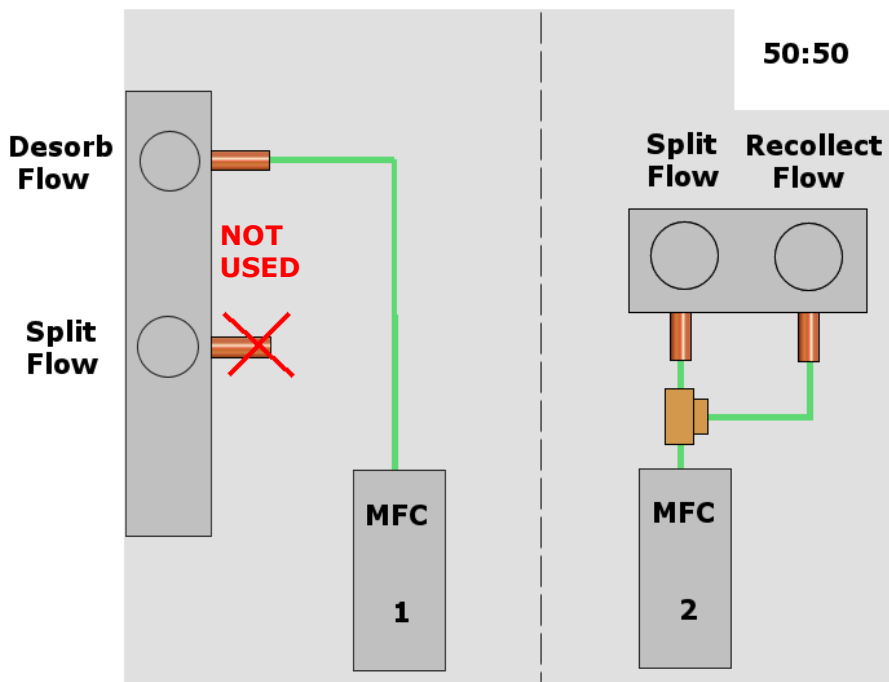 50:50
Desorb
Flow
NOT
USED
Split
Flow
MFC
1
Split
Flow
Recollect
Flow
MFC
2